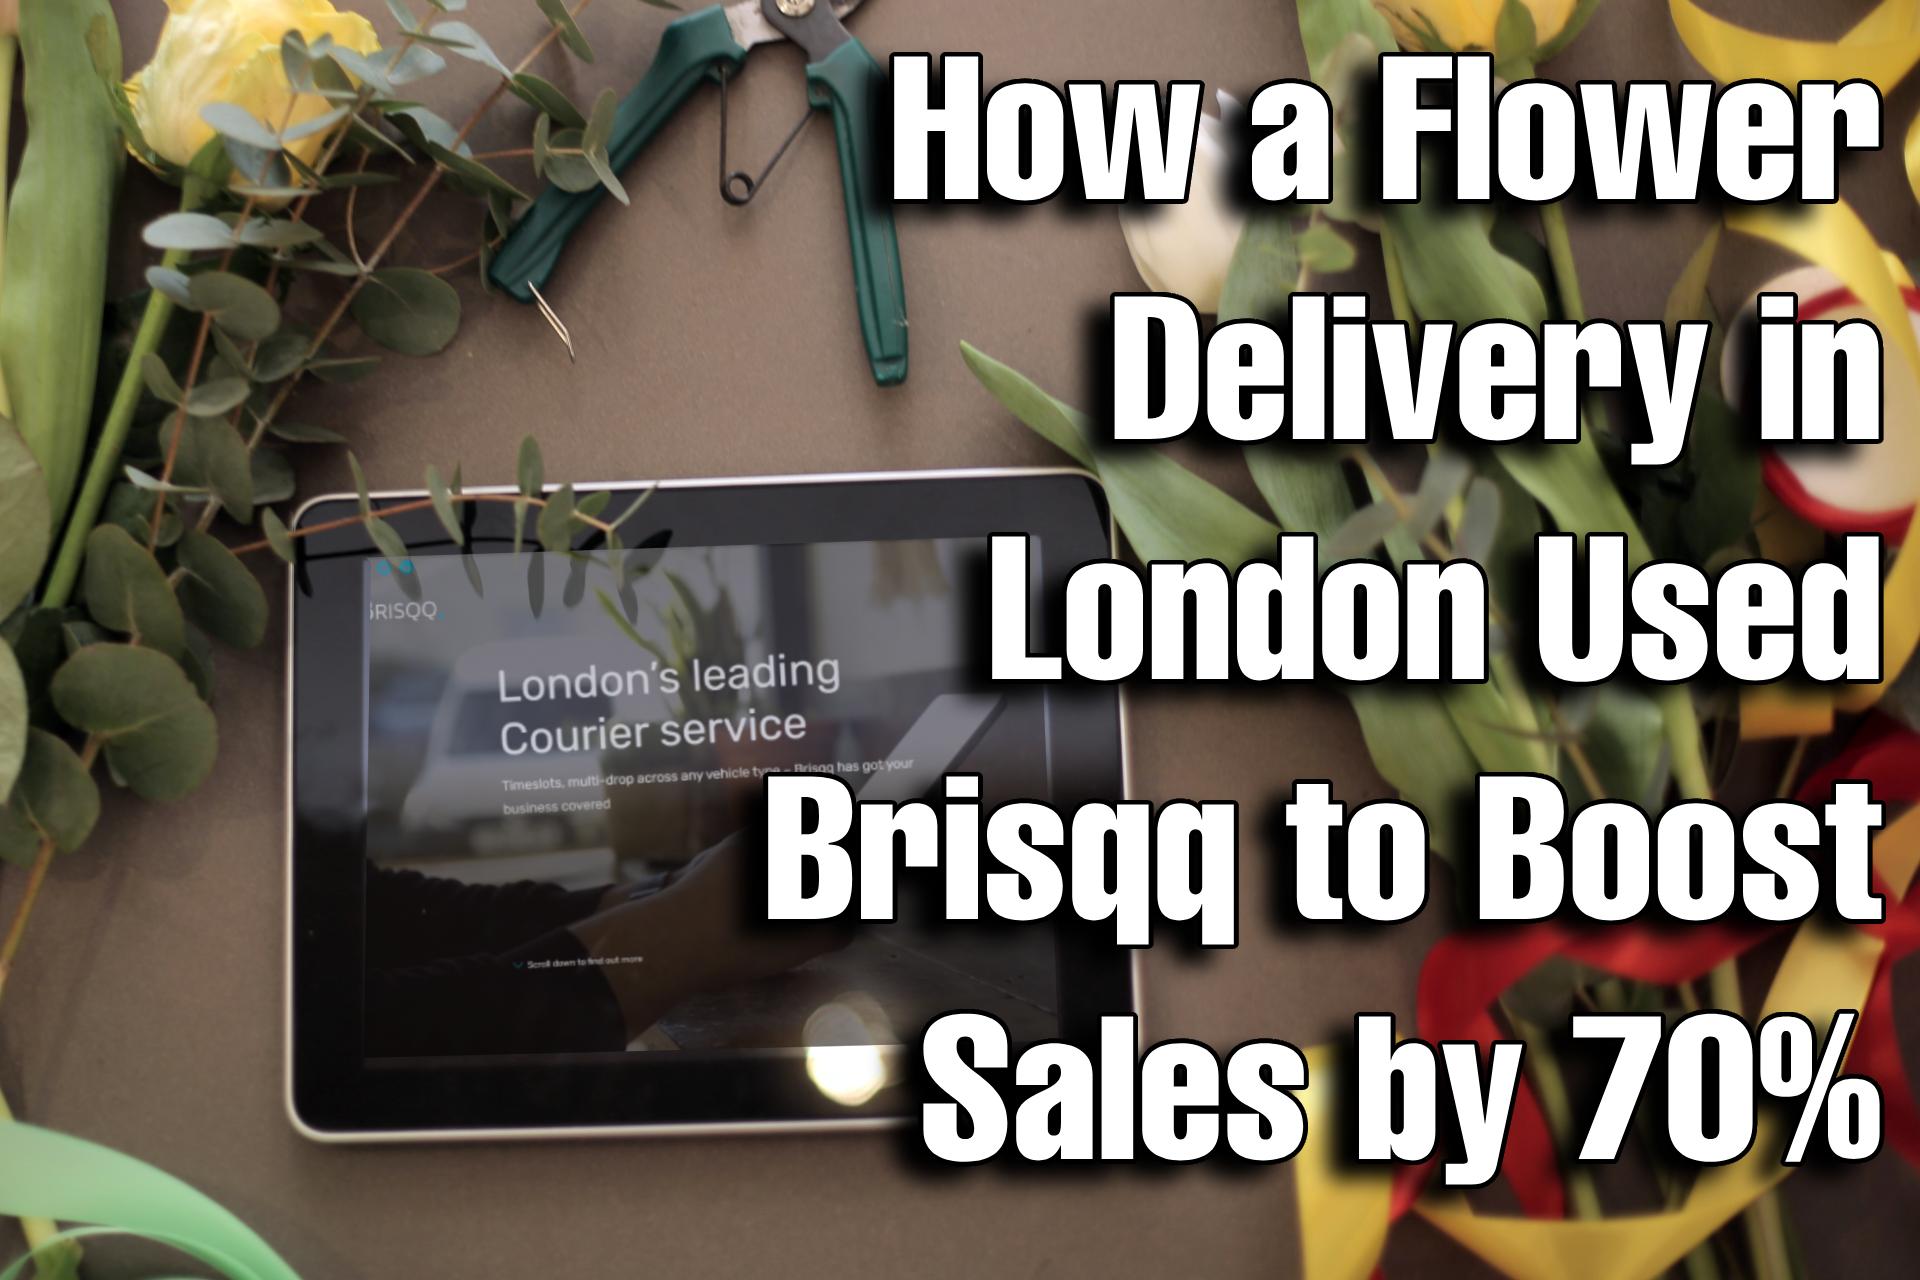 How a Flower
Delivery in
London Used
Brisqq to Boost
Sales by 70%
BRISQQ.
London's leading
Courier service
Timeslots, multi-drop across any vehicle type – Brisqq has got your
business covered
Scroll down to find out more